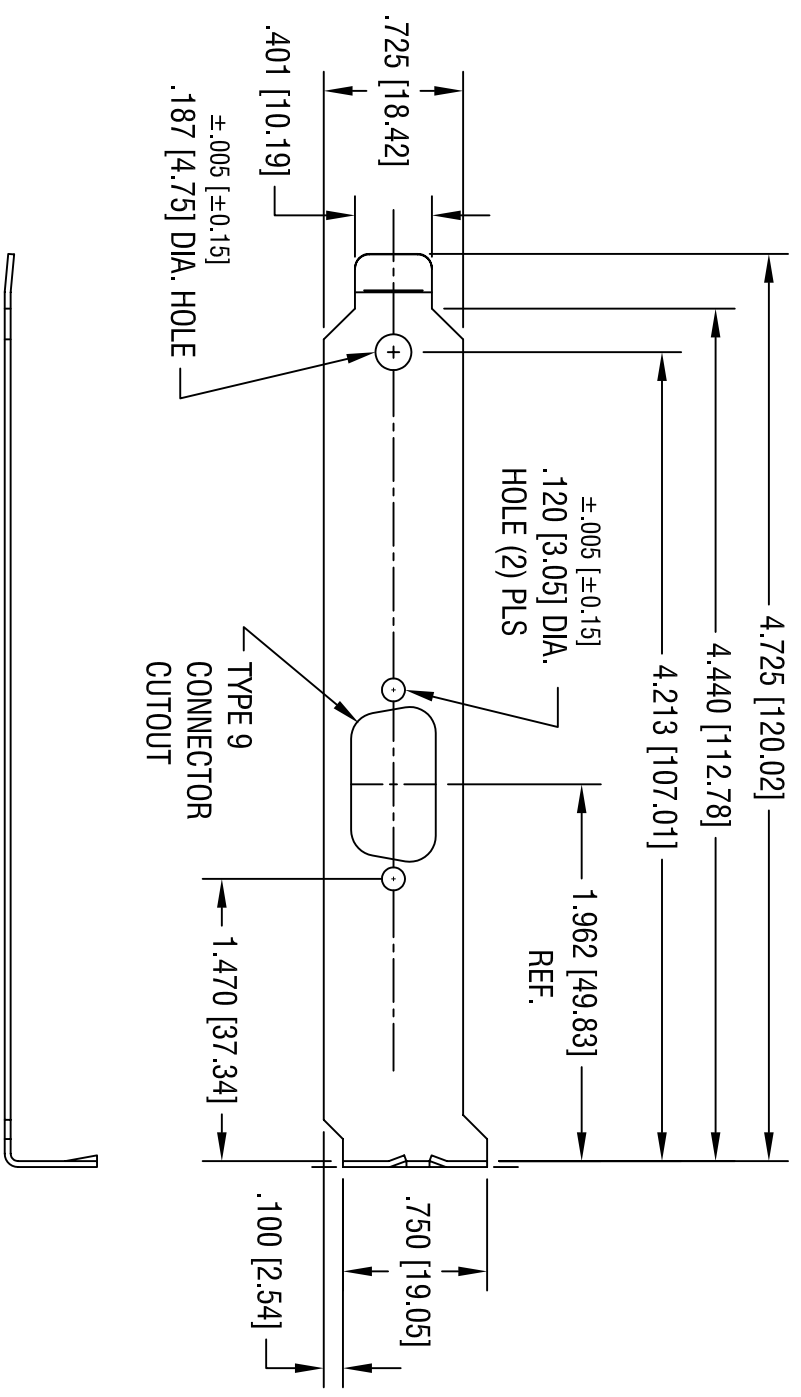 4.725 [120.02]
4.440 [112.78]
4.213 [107.01]
1.962 [49.83]
REF.
±.005 [±0.15]
.120 [3.05] DIA.
HOLE (2) PLS
.725 [18.42]
.401 [10.19]
±.005 [±0.15]
.187 [4.75] DIA. HOLE
TYPE 9
CONNECTOR
CUTOUT
1.470 [37.34]
.750 [19.05]
.100 [2.54]